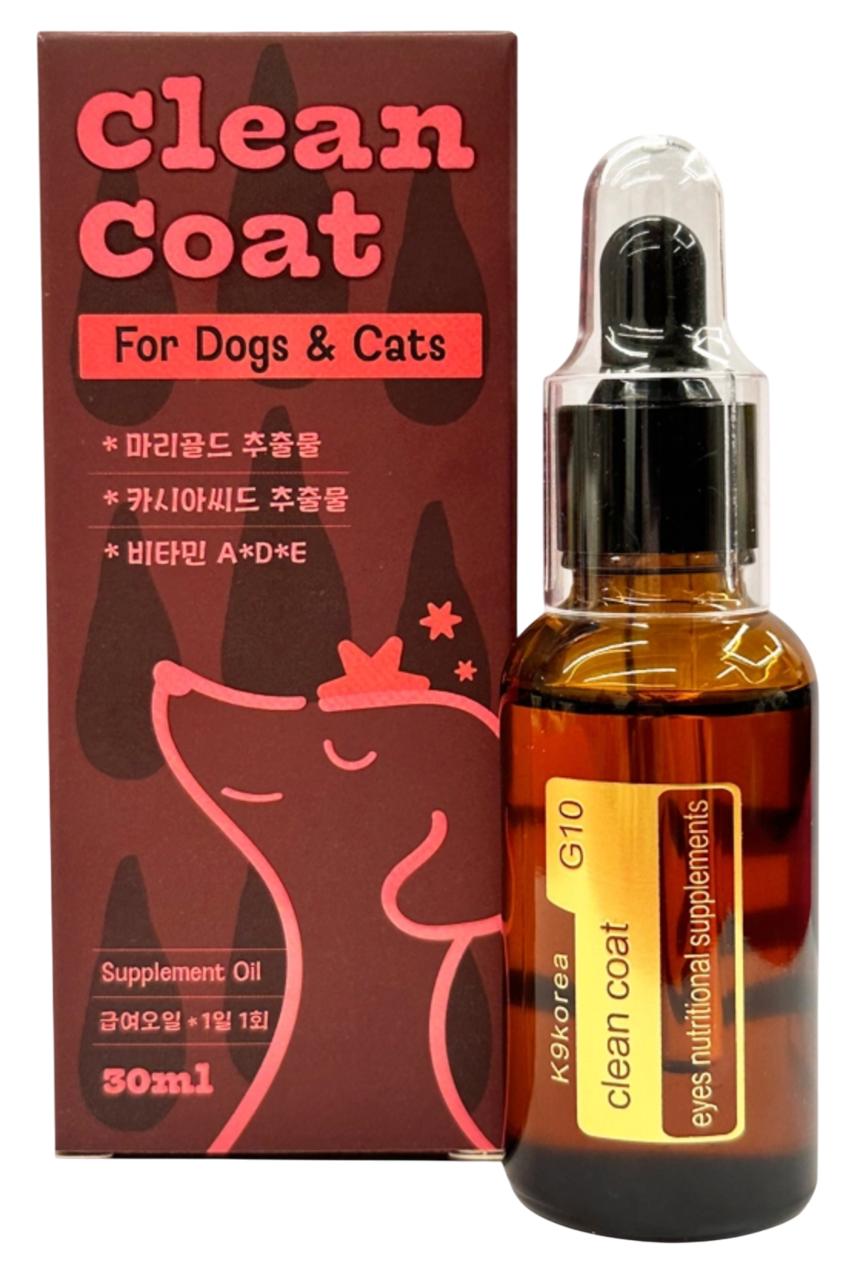 Clean
Coat
For Dogs & Cats
* 마리골드 추출물
* 카시아씨드 추출물
* 비타민 A*D*E
Supplement Oil
급여오일 * 1일 1회
30ml
K9korea
G10
clean coat
eyes nutritional supplements